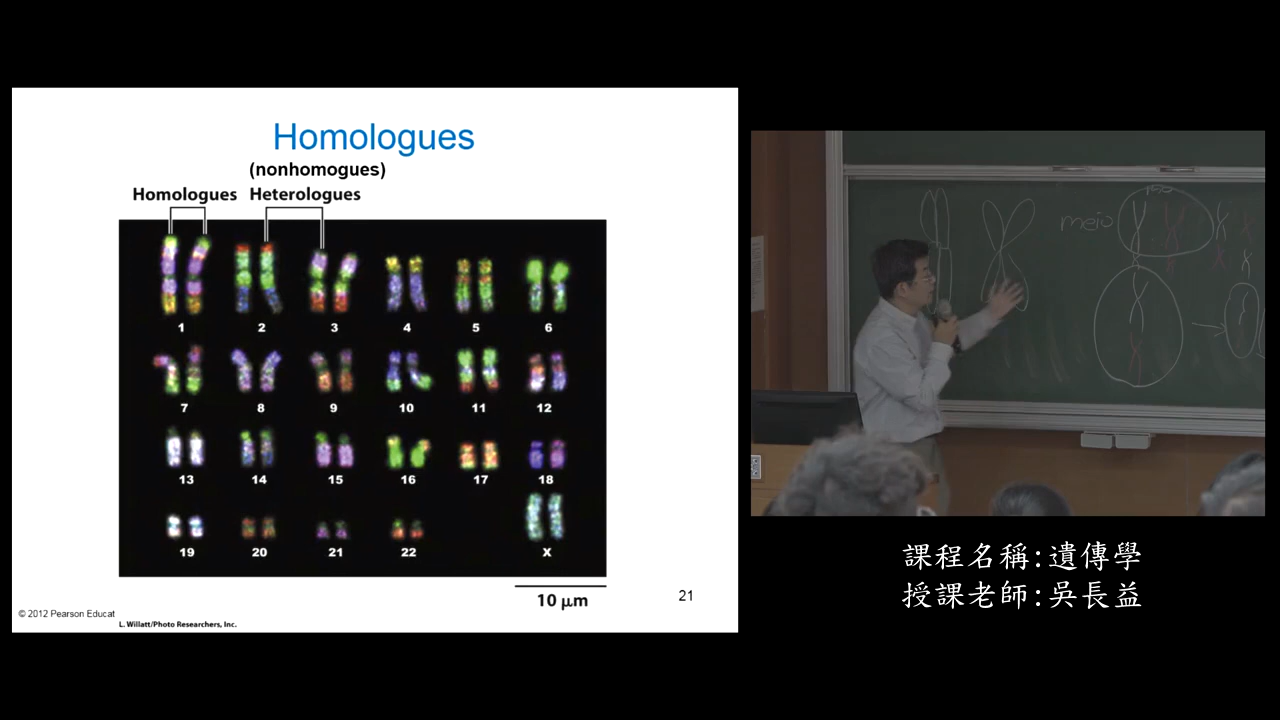 Homologues
(nonhomogues)
Homologues Heterologues
1 2 3 4 5 6
7 8 9 10 11 12
13 14 15 16 17 18
19 20 21 22 X
10 μm
21
© 2012 Pearson Educat
L. Willatt/Photo Researchers, Inc.
meio
課程名稱:遺傳學
授課老師:吳長益